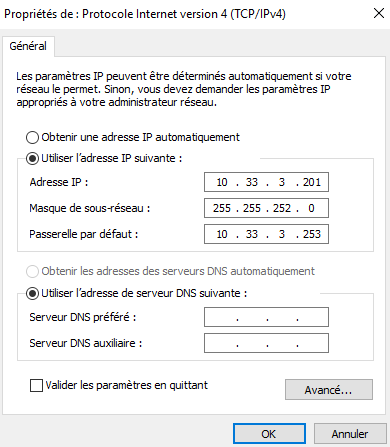 Propriétés de : Protocole Internet version 4 (TCP/IPv4)
Général
Les paramètres IP peuvent être déterminés automatiquement si votre
réseau le permet. Sinon, vous devez demander les paramètres IP
appropriés à votre administrateur réseau.
Obtenir une adresse IP automatiquement
Utiliser l'adresse IP suivante :
Adresse IP : 10 . 33 . 3 . 201
Masque de sous-réseau : 255 . 255 . 252 . 0
Passerelle par défaut : 10 . 33 . 3 . 253
Obtenir les adresses des serveurs DNS automatiquement
Utiliser l'adresse de serveur DNS suivante :
Serveur DNS préféré : . . .
Serveur DNS auxiliaire : . . .
Valider les paramètres en quittant
Avancé...
OK Annuler